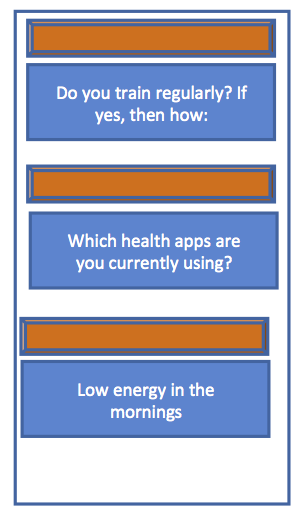 Do you train regularly? If
yes, then how:
Which health apps are
you currently using?
Low energy in the
mornings